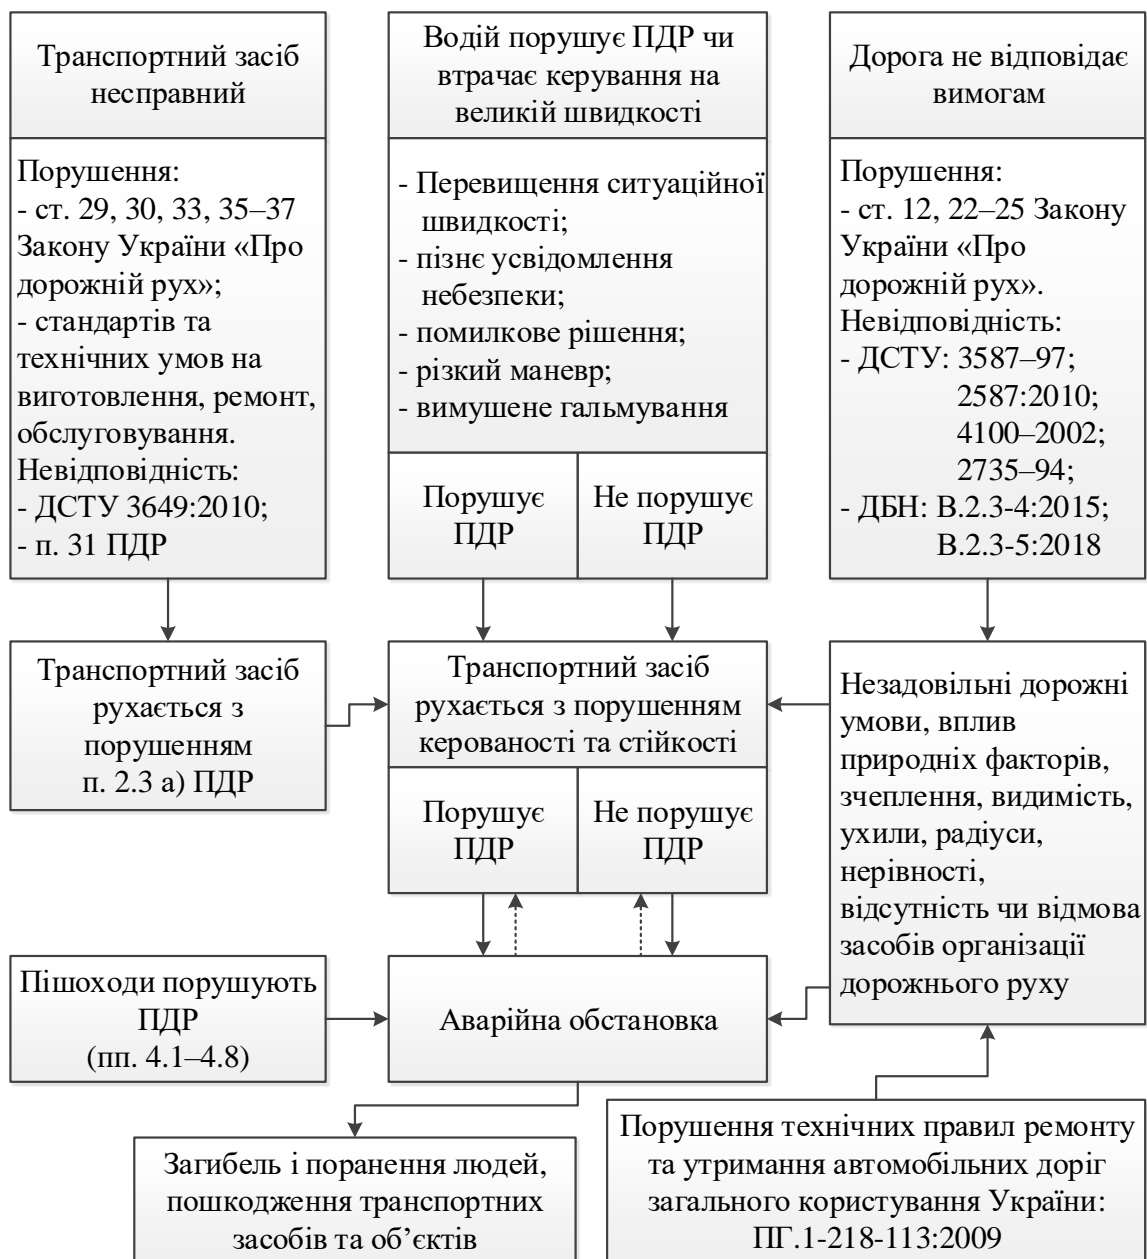 Транспортний засіб
несправний
Порушення:
- ст. 29, 30, 33, 35–37
Закону України «Про
дорожній рух»;
- стандартів та
технічних умов на
виготовлення, ремонт,
обслуговування.
Невідповідність:
- ДСТУ 3649:2010;
- п. 31 ПДР
Водій порушує ПДР чи
втрачає керування на
великій швидкості
- Перевищення ситуаційної
швидкості;
- пізнє усвідомлення
небезпеки;
- помилкове рішення;
- різкий маневр;
- вимушене гальмування
Порушує
ПДР
Не порушує
ПДР
Дорога не відповідає
вимогам
Порушення:
- ст. 12, 22–25 Закону
України «Про
дорожній рух».
Невідповідність:
- ДСТУ: 3587–97;
2587:2010;
4100–2002;
2735–94;
- ДБН: В.2.3-4:2015;
В.2.3-5:2018
Транспортний засіб
рухається з
порушенням
п. 2.3 а) ПДР
Транспортний засіб
рухається з порушенням
керованості та стійкості
Порушує
ПДР
Не порушує
ПДР
Незадовільні дорожні
умови, вплив
природніх факторів,
зчеплення, видимість,
ухили, радіуси,
нерівності,
відсутність чи відмова
засобів організації
дорожнього руху
Пішоходи порушують
ПДР
(пп. 4.1–4.8)
Аварійна обстановка
Загибель і поранення людей,
пошкодження транспортних
засобів та об’єктів
Порушення технічних правил ремонту
та утримання автомобільних доріг
загального користування України:
ПГ.1-218-113:2009